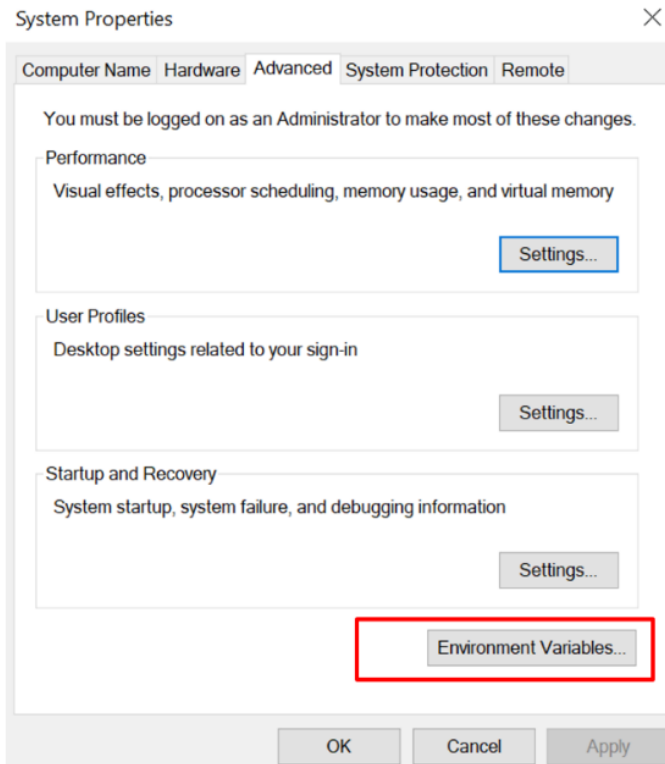 System Properties
Computer Name Hardware Advanced System Protection Remote
You must be logged on as an Administrator to make most of these changes.
Performance
Visual effects, processor scheduling, memory usage, and virtual memory
Settings...
User Profiles
Desktop settings related to your sign-in
Settings...
Startup and Recovery
System startup, system failure, and debugging information
Settings...
Environment Variables...
OK Cancel Apply